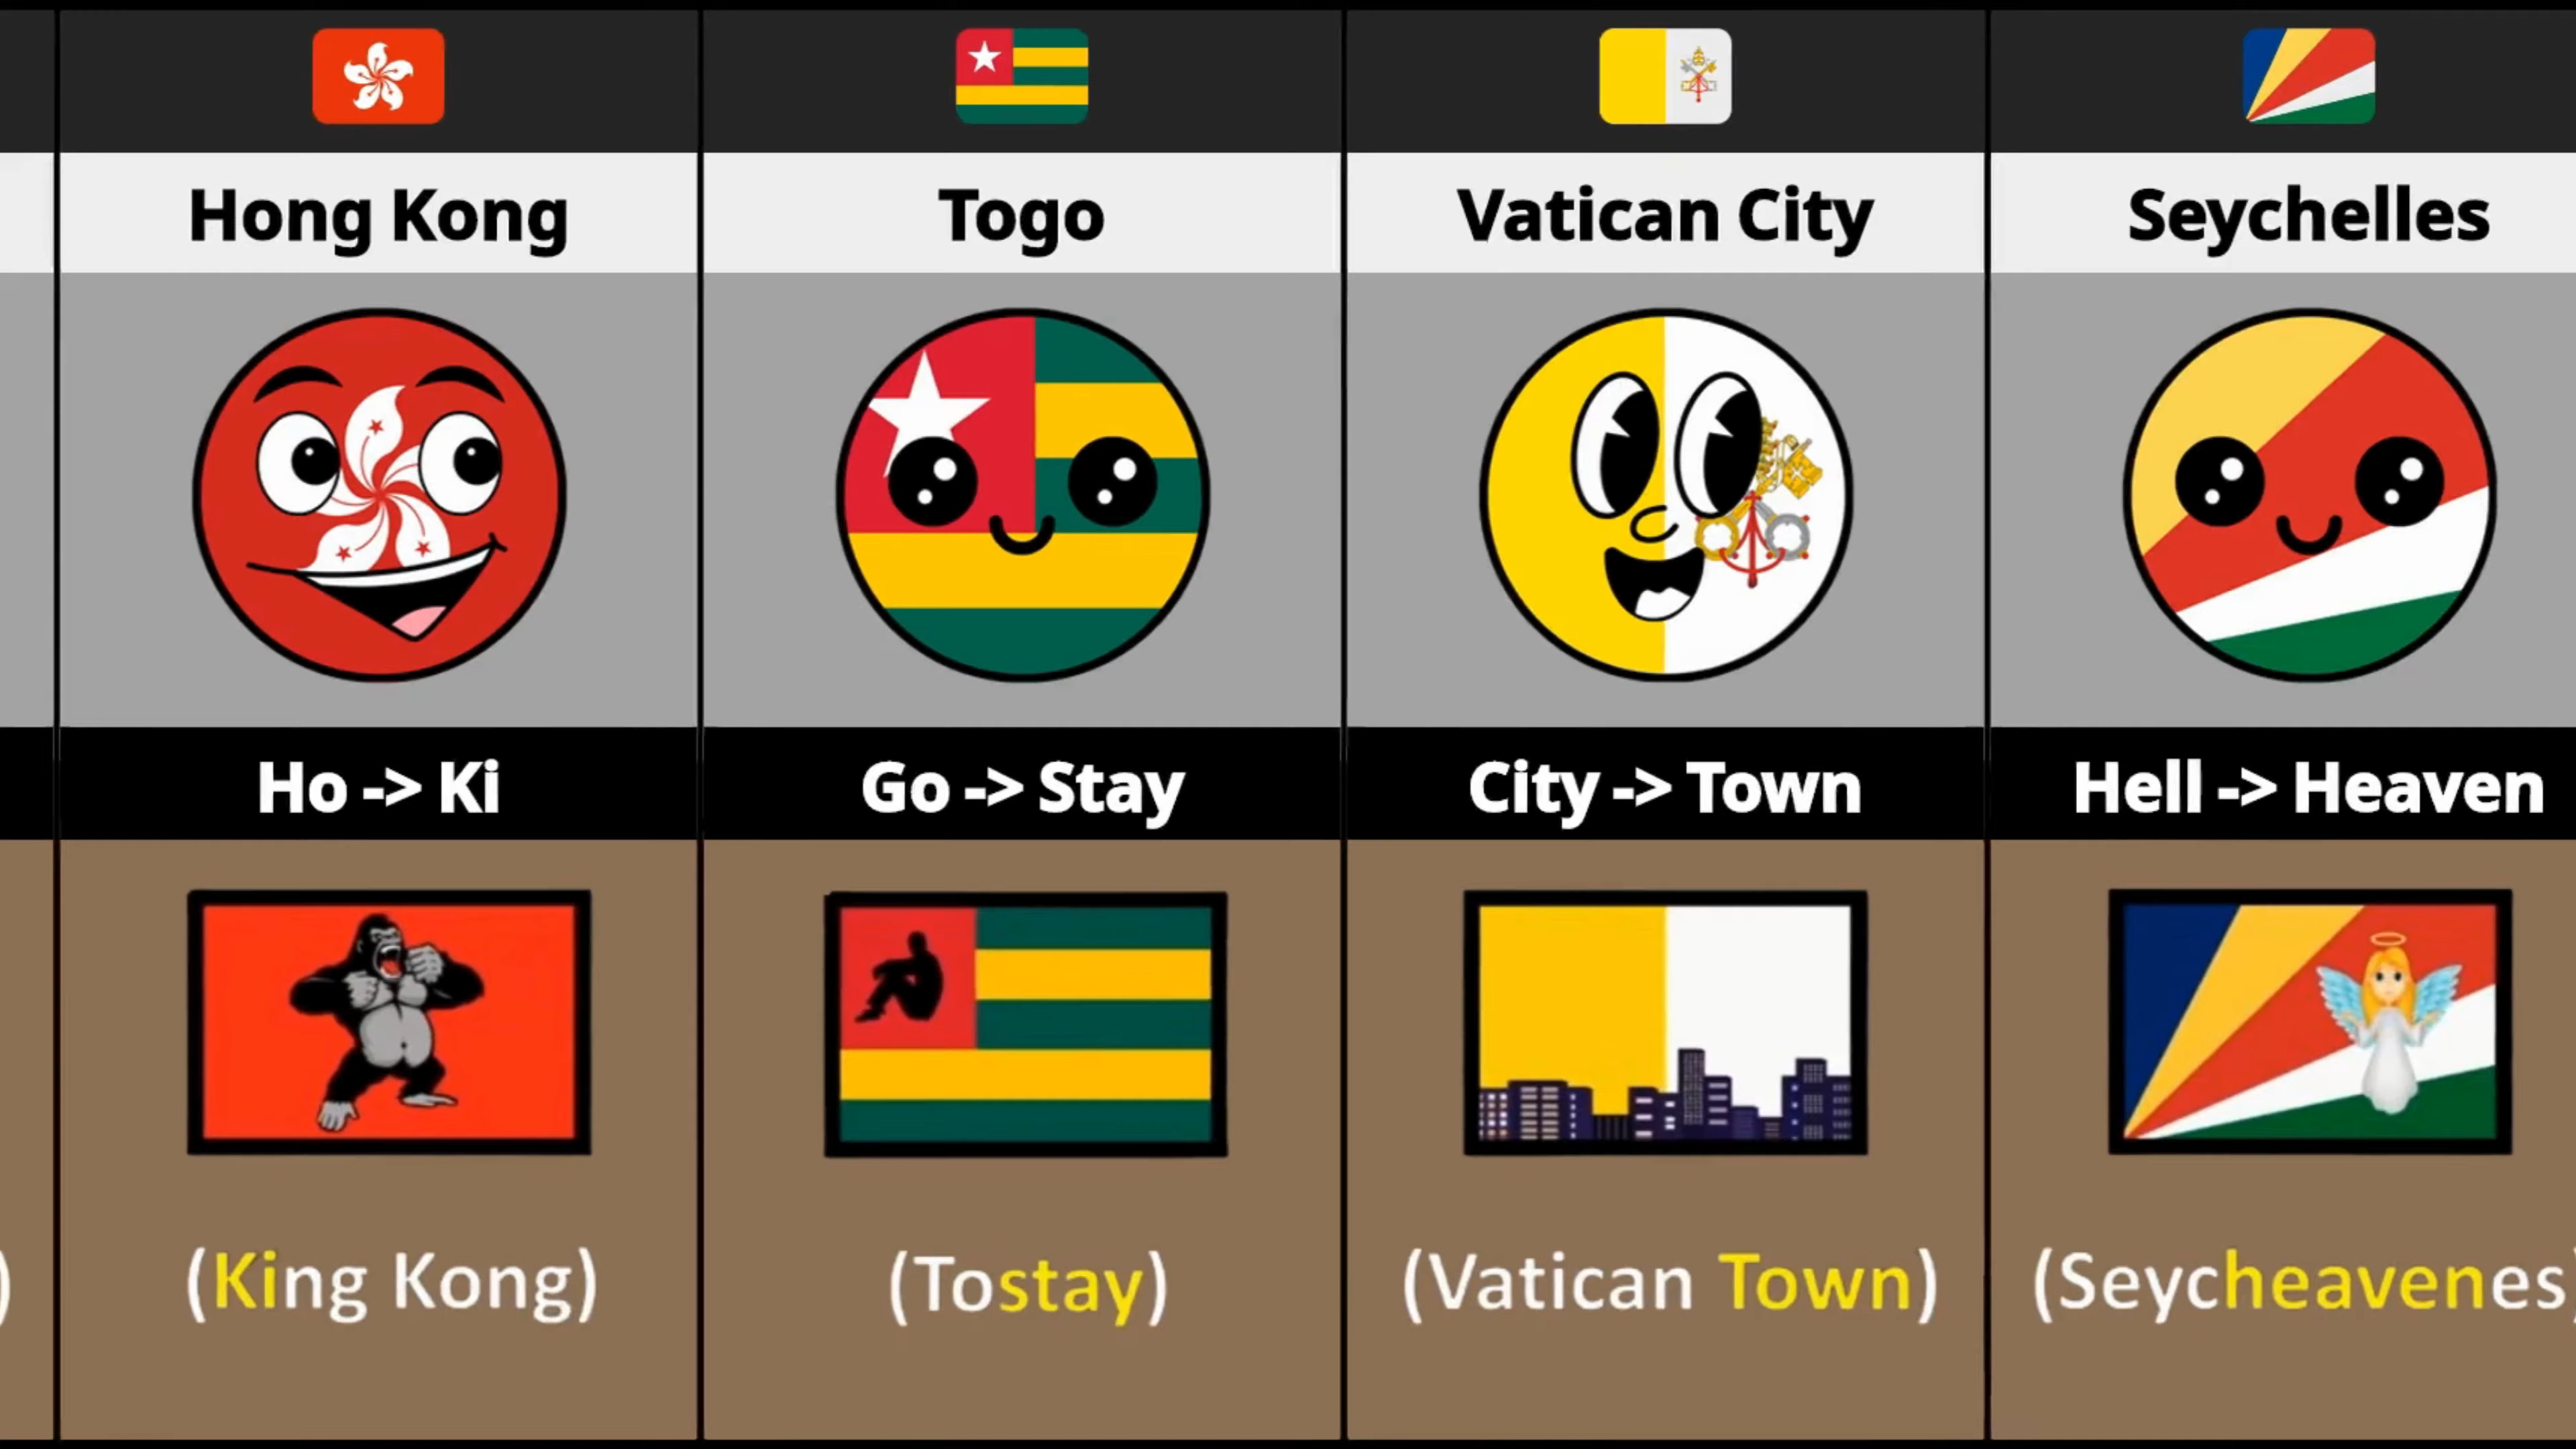 Hong Kong
Togo
Vatican City
Seychelles
Ho -> Ki
Go -> Stay
City -> Town
Hell -> Heaven
)
(King Kong)
(Tostay)
(Vatican Town)
(Seycheavenes)